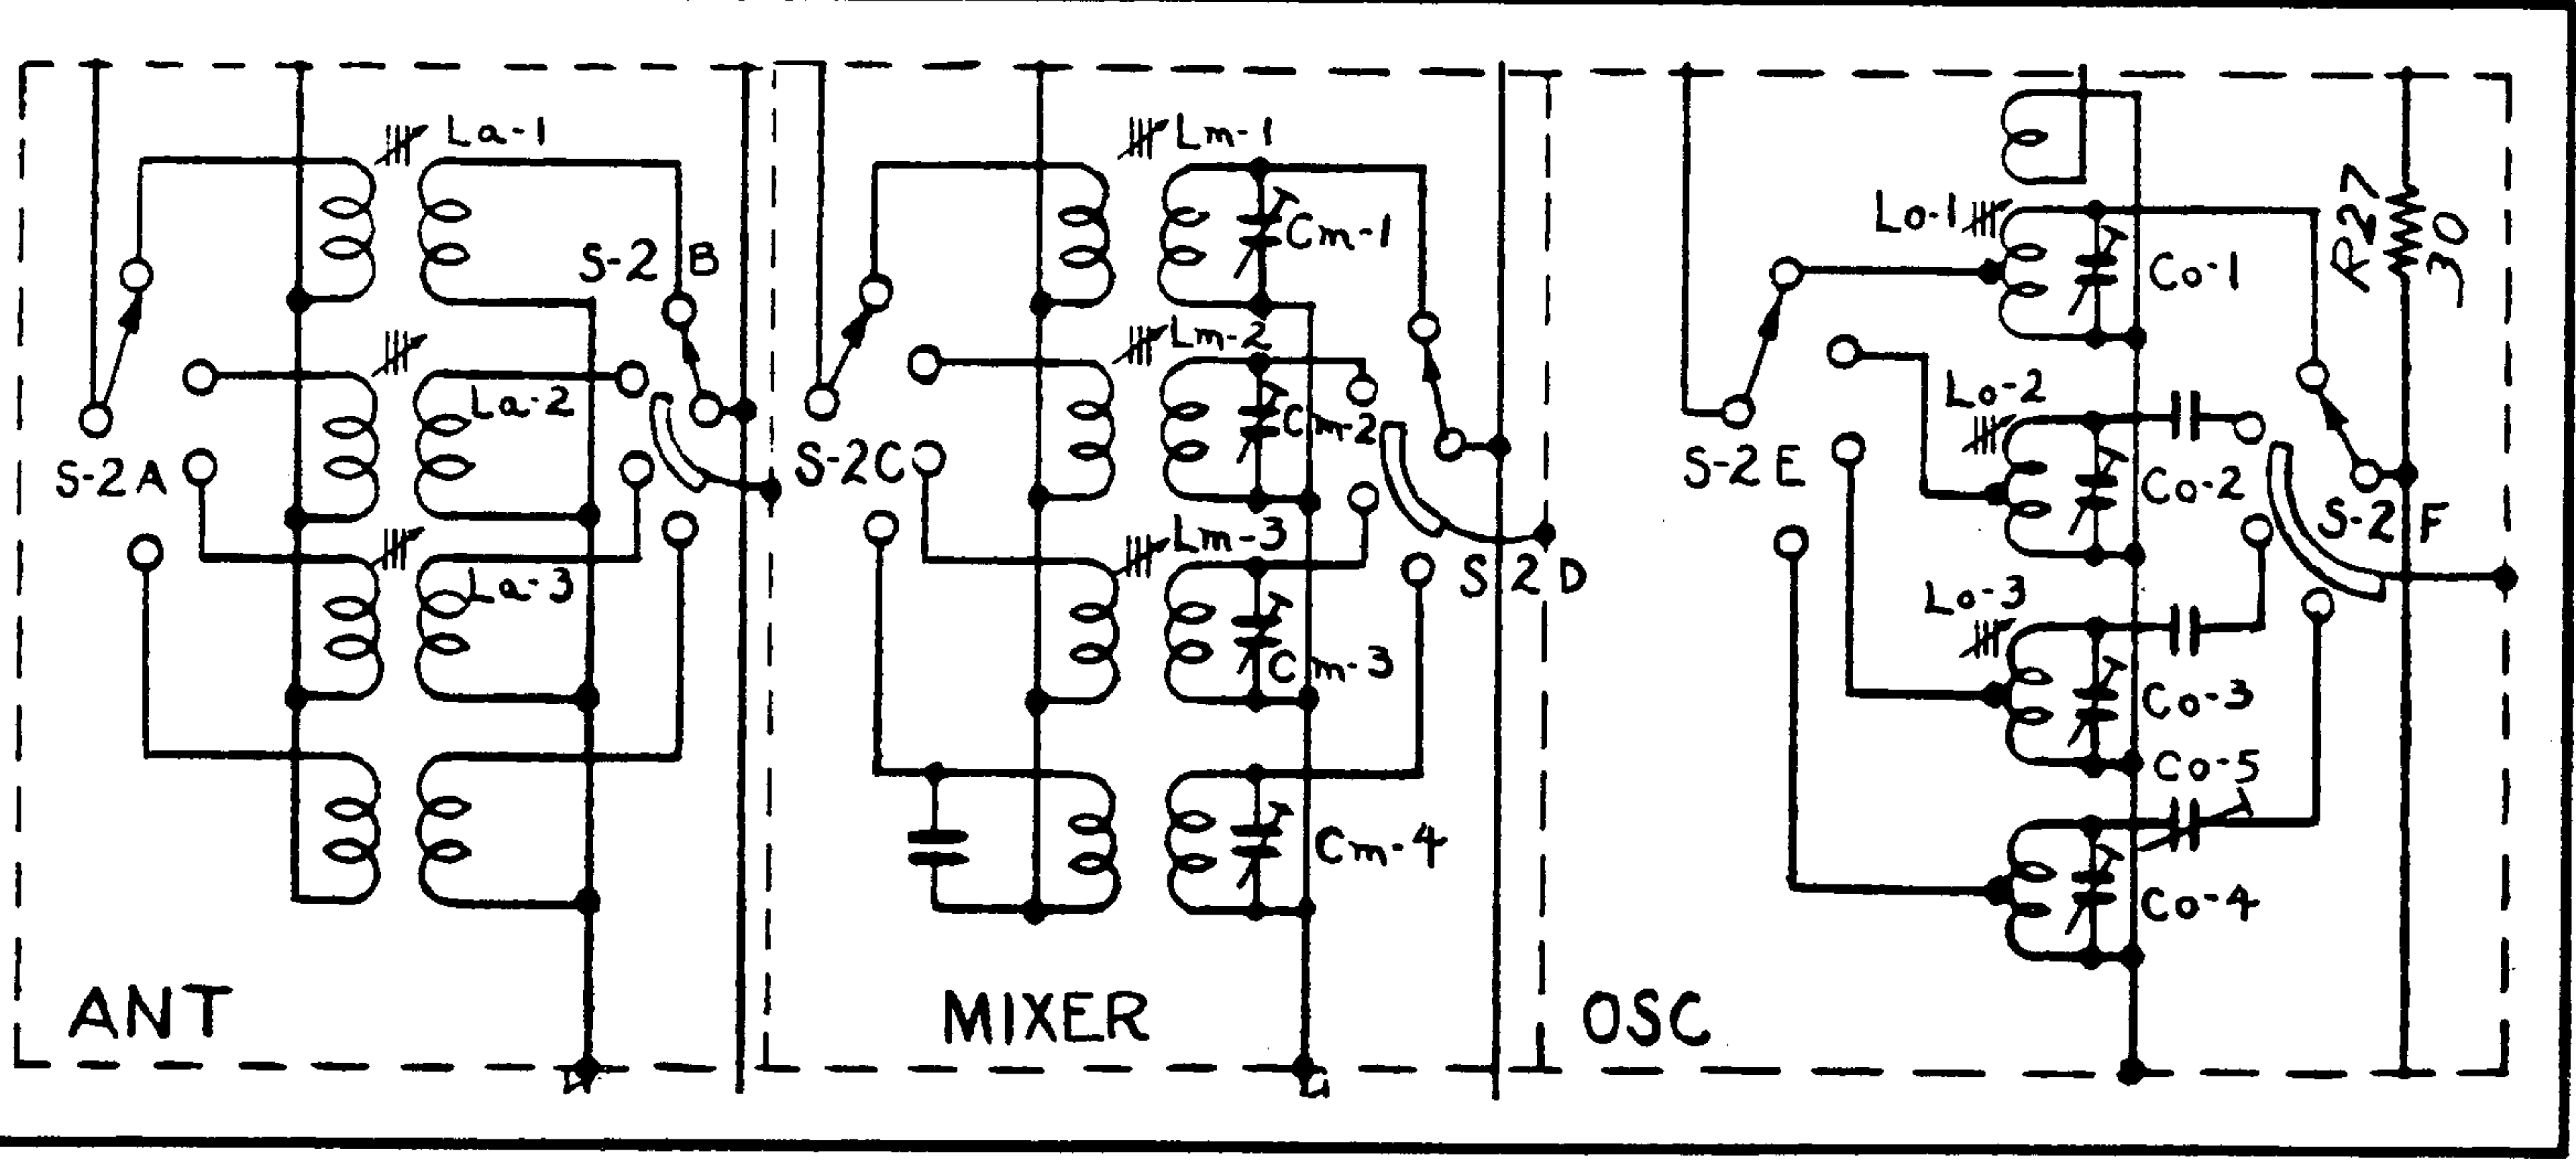 La-1
S-2 B
La-2
S-2A
La-3
ANT
Lm-1
Cm-1
Lm-2
Cm-2
S-2C
Lm-3
S-2 D
Cm-3
Cm-4
MIXER
Lo-1
Co-1
R27
30
Lo-2
S-2E
Co-2
S-2 F
Lo-3
Co-3
Co-5
Co-4
OSC